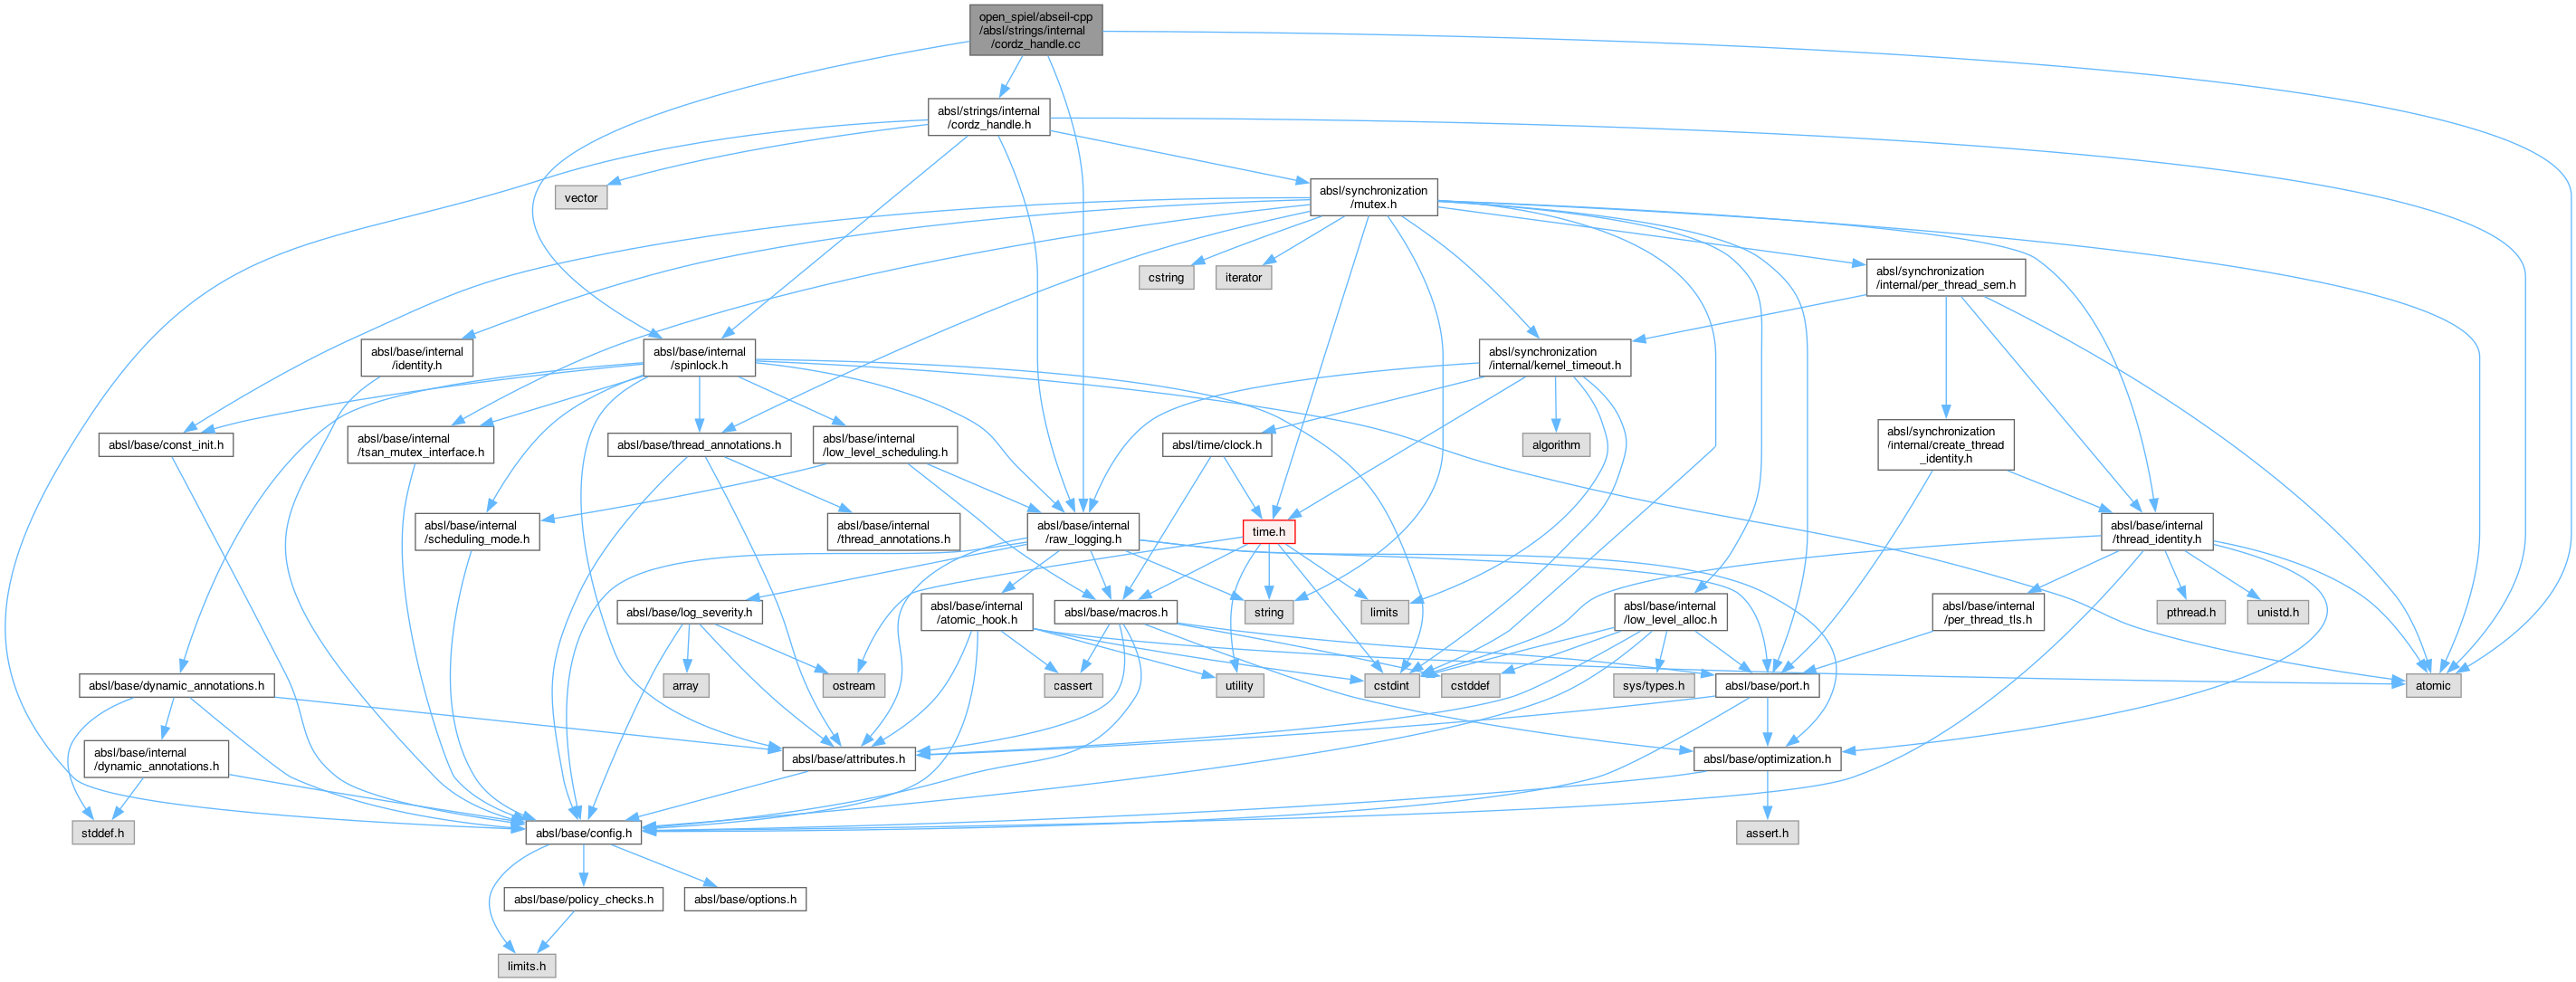 open_spiel/abseil-cpp
/absl/strings/internal
/cordz_handle.cc
absl/strings/internal
/cordz_handle.h
vector
absl/synchronization
/mutex.h
cstring
iterator
absl/synchronization
/internal/per_thread_sem.h
absl/base/internal
/identity.h
absl/base/internal
/spinlock.h
absl/synchronization
/internal/kernel_timeout.h
absl/base/const_init.h
absl/base/internal
/tsan_mutex_interface.h
absl/base/thread_annotations.h
absl/base/internal
/low_level_scheduling.h
absl/time/clock.h
algorithm
absl/synchronization
/internal/create_thread
_identity.h
absl/base/internal
/scheduling_mode.h
absl/base/internal
/thread_annotations.h
absl/base/internal
/raw_logging.h
time.h
absl/base/internal
/thread_identity.h
absl/base/log_severity.h
absl/base/internal
/atomic_hook.h
absl/base/macros.h
string
limits
absl/base/internal
/low_level_alloc.h
absl/base/internal
/per_thread_tls.h
pthread.h
unistd.h
absl/base/dynamic_annotations.h
array
ostream
cassert
utility
cstdint
cstddef
sys/types.h
absl/base/port.h
atomic
absl/base/internal
/dynamic_annotations.h
absl/base/attributes.h
absl/base/optimization.h
stddef.h
absl/base/config.h
assert.h
absl/base/policy_checks.h
absl/base/options.h
limits.h